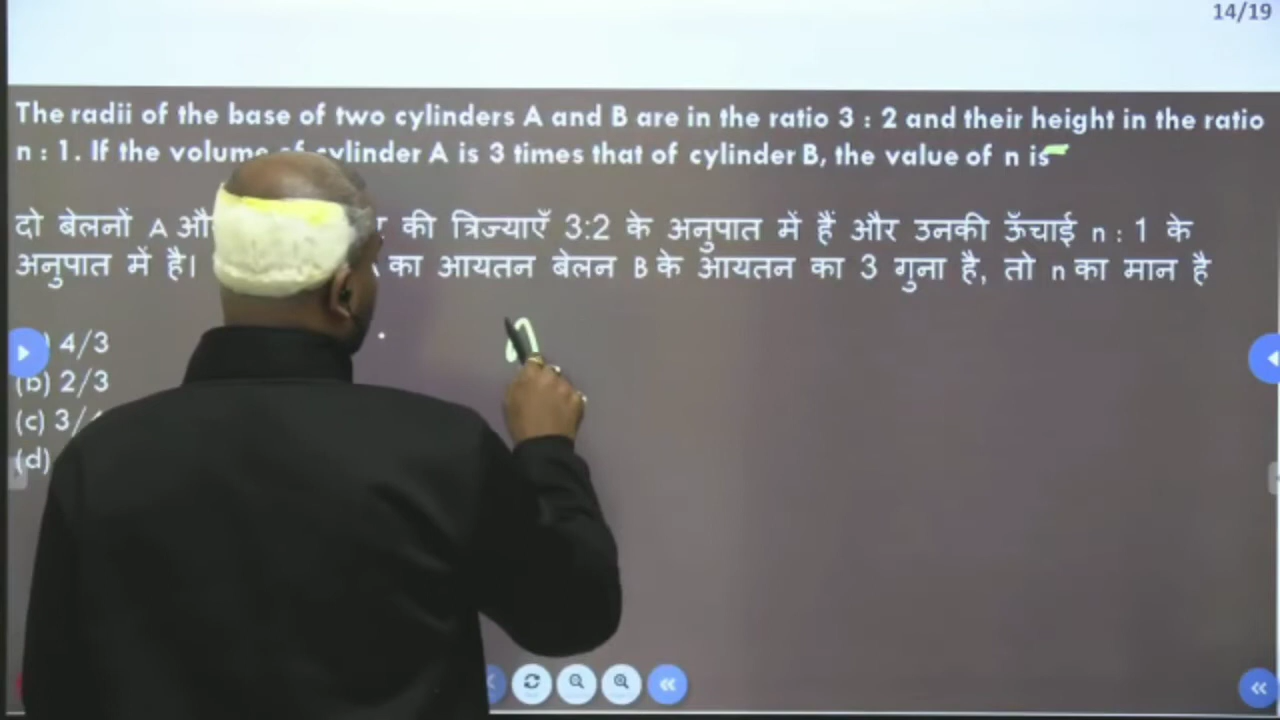 14/19
The radii of the base of two cylinders A and B are in the ratio 3 : 2 and their height in the ratio
n : 1. If the volume of cylinder A is 3 times that of cylinder B, the value of n is
दो बेलनों A की त्रिज्याएँ 3:2 के अनुपात में हैं और उनकी ऊँचाई n : 1 के
अनुपात में है। का आयतन बेलन B के आयतन का 3 गुना है, तो n का मान है
4/3
(b) 2/3
(c) 3/
(d)